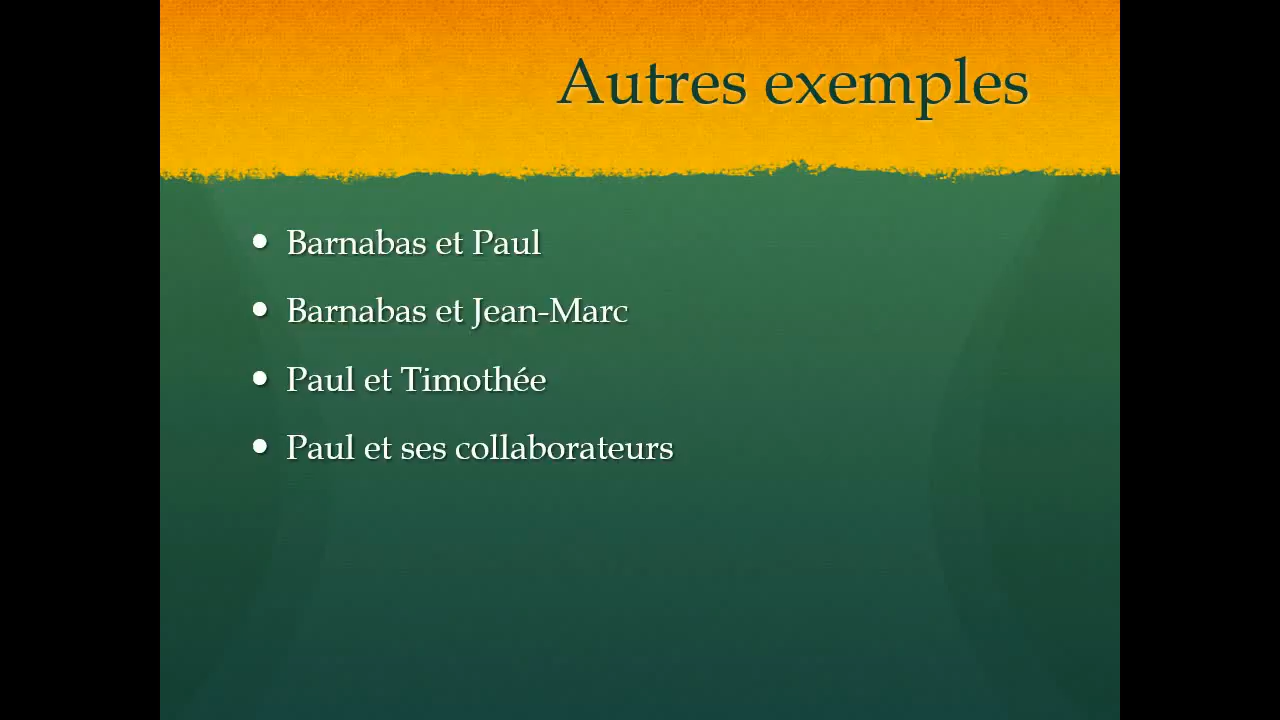 Autres exemples
• Barnabas et Paul
• Barnabas et Jean-Marc
• Paul et Timothée
• Paul et ses collaborateurs